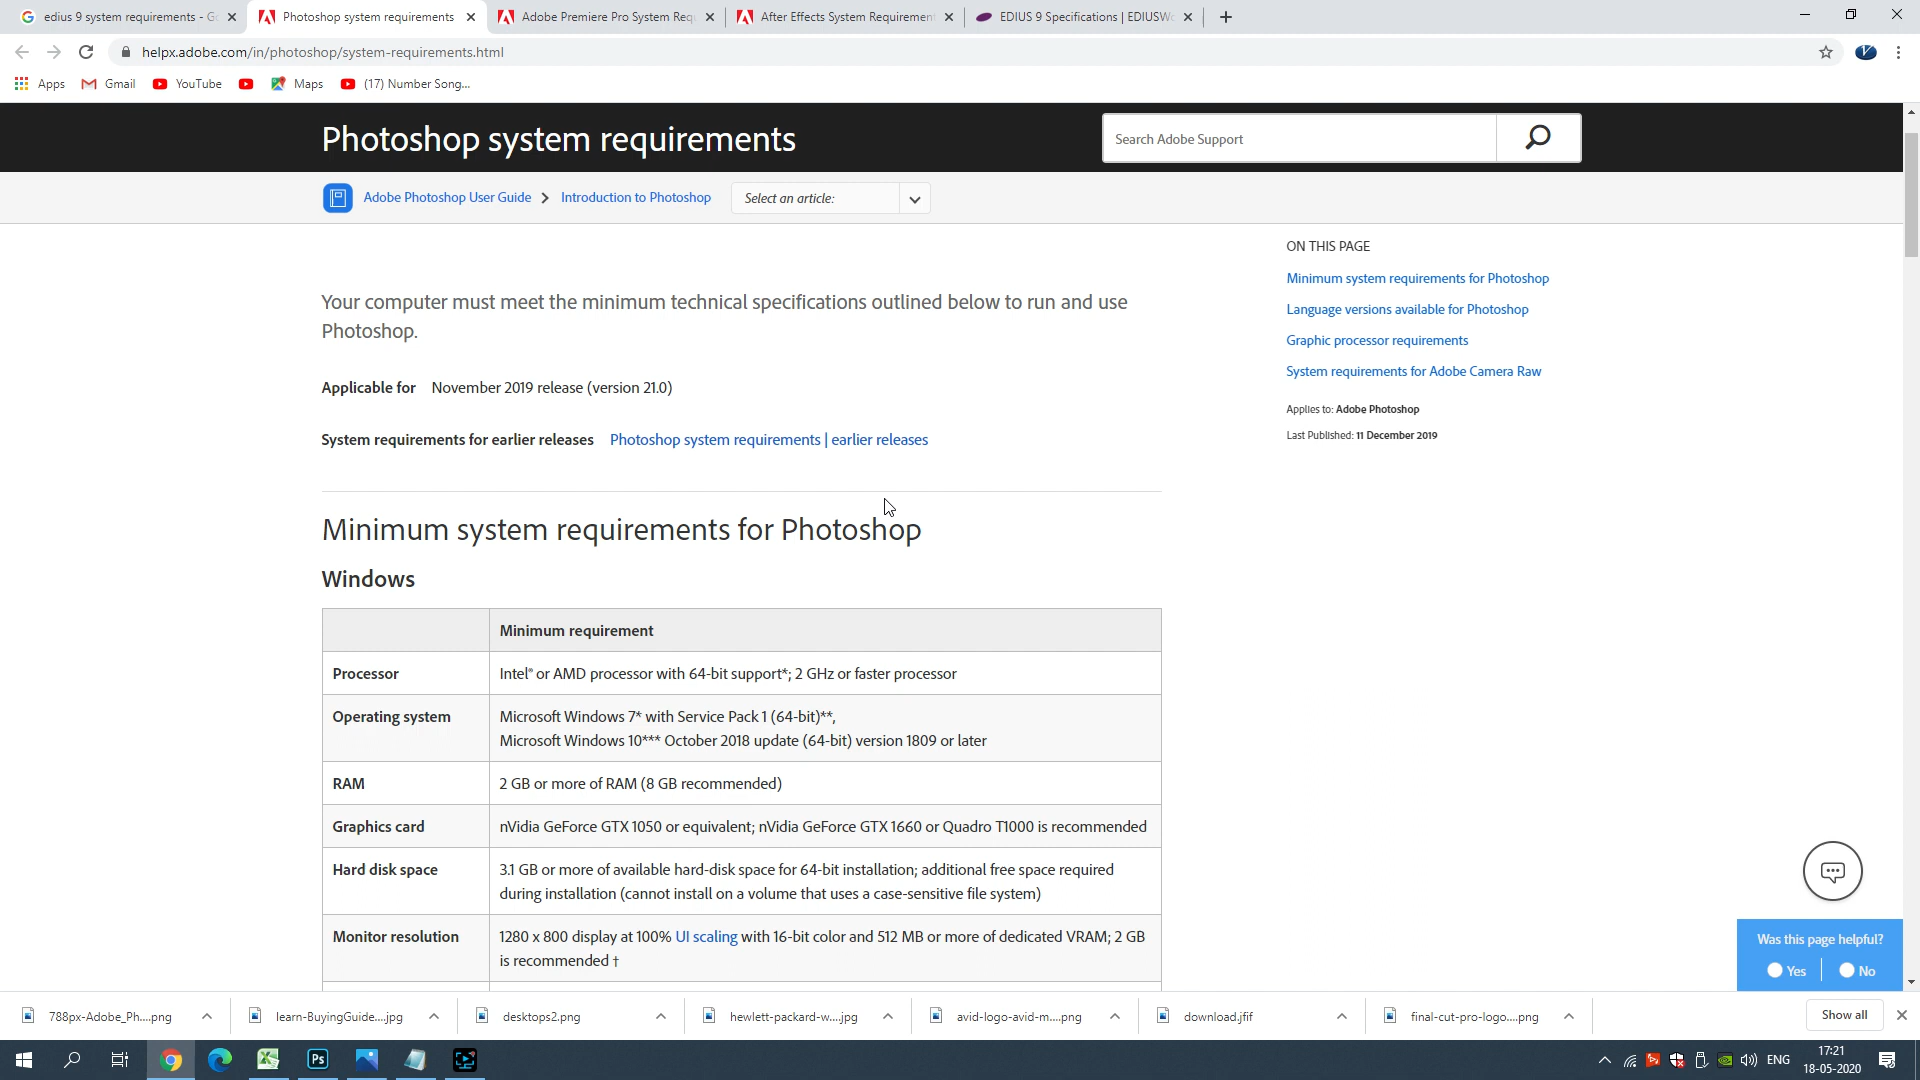 edius 9 system requirements - Go
Photoshop system requirements
Adobe Premiere Pro System Requ
After Effects System Requirement
EDIUS 9 Specifications | EDIUSWo
helpx.adobe.com/in/photoshop/system-requirements.html
Apps
Gmail
YouTube
Maps
(17) Number Song...
Photoshop system requirements
Search Adobe Support
Adobe Photoshop User Guide
Introduction to Photoshop
Select an article:
Your computer must meet the minimum technical specifications outlined below to run and use
Photoshop.
Applicable for November 2019 release (version 21.0)
System requirements for earlier releases Photoshop system requirements | earlier releases
ON THIS PAGE
Minimum system requirements for Photoshop
Language versions available for Photoshop
Graphic processor requirements
System requirements for Adobe Camera Raw
Applies to: Adobe Photoshop
Last Published: 11 December 2019
Minimum system requirements for Photoshop
Windows
Minimum requirement
Processor Intel® or AMD processor with 64-bit support*; 2 GHz or faster processor
Operating system Microsoft Windows 7* with Service Pack 1 (64-bit)**,
Microsoft Windows 10*** October 2018 update (64-bit) version 1809 or later
RAM 2 GB or more of RAM (8 GB recommended)
Graphics card nVidia GeForce GTX 1050 or equivalent; nVidia GeForce GTX 1660 or Quadro T1000 is recommended
Hard disk space 3.1 GB or more of available hard-disk space for 64-bit installation; additional free space required
during installation (cannot install on a volume that uses a case-sensitive file system)
Monitor resolution 1280 x 800 display at 100% UI scaling with 16-bit color and 512 MB or more of dedicated VRAM; 2 GB
is recommended †
Was this page helpful?
Yes
No
788px-Adobe_Ph....png
learn-BuyingGuide....jpg
desktops2.png
hewlett-packard-w....jpg
avid-logo-avid-m....png
download.jfif
final-cut-pro-logo....png
Show all
Ps
ENG
17:21
18-05-2020